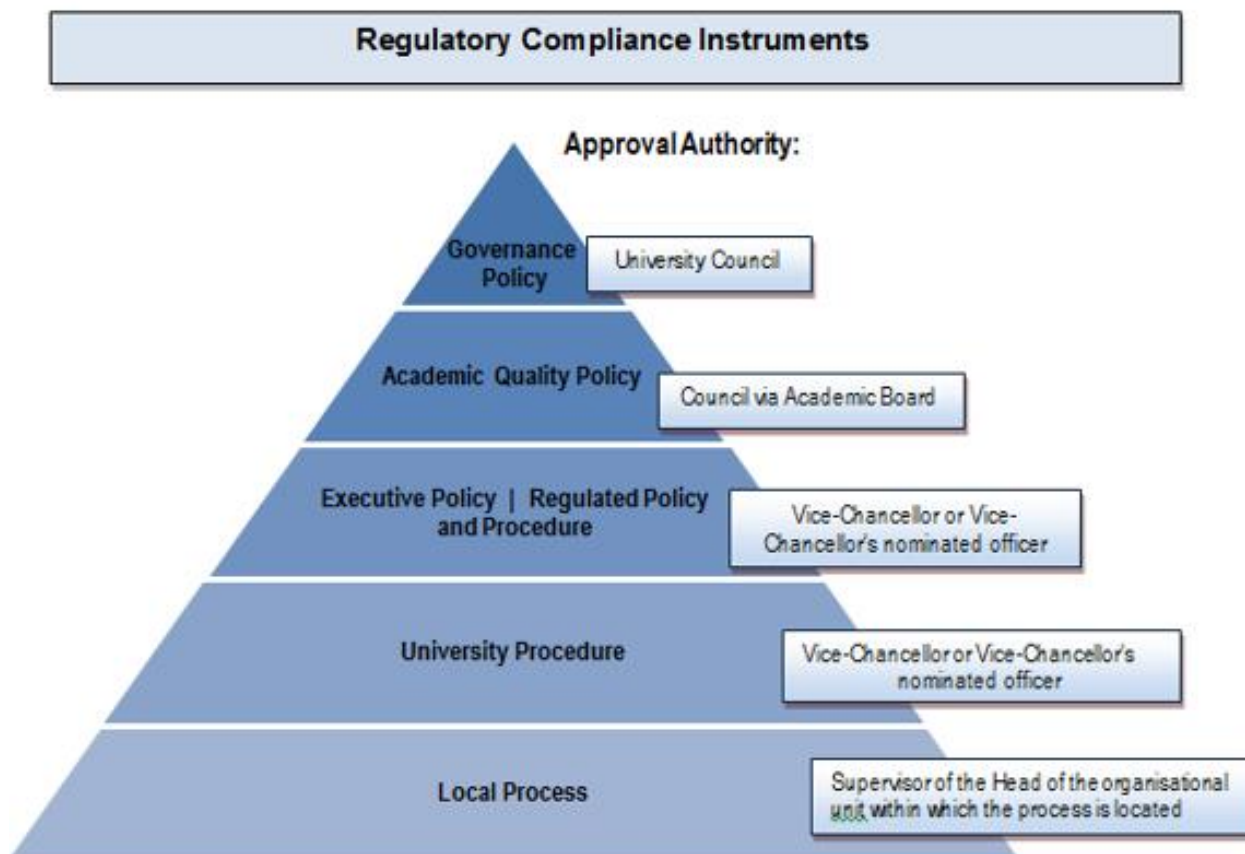 Regulatory Compliance Instruments
Approval Authority:
Governance
Policy
University Council
Academic Quality Policy
Council via Academic Board
Executive Policy | Regulated Policy
and Procedure
Vice-Chancellor or Vice-
Chancellor's nominated officer
University Procedure
Vice-Chancellor or Vice-Chancellor's
nominated officer
Local Process
Supervisor of the Head of the organisational
unit within which the process is located